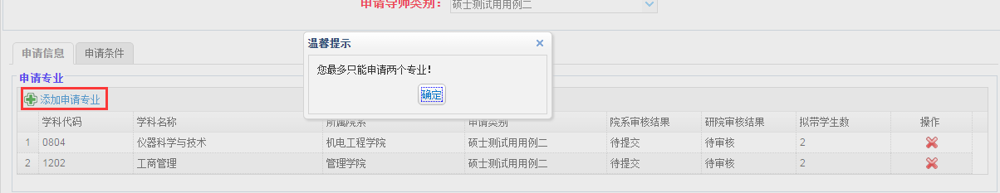 申请导师类别： 硕士测试用用例二
温馨提示
申请信息 申请条件
您最多只能申请两个专业！
确定
申请专业
添加申请专业
学科代码 学科名称 所属院系 申请类别 院系审核结果 研院审核结果 拟带学生数 操作
1 0804 仪器科学与技术 机电工程学院 硕士测试用用例二 待提交 待审核 2
2 1202 工商管理 管理学院 硕士测试用用例二 待提交 待审核 2